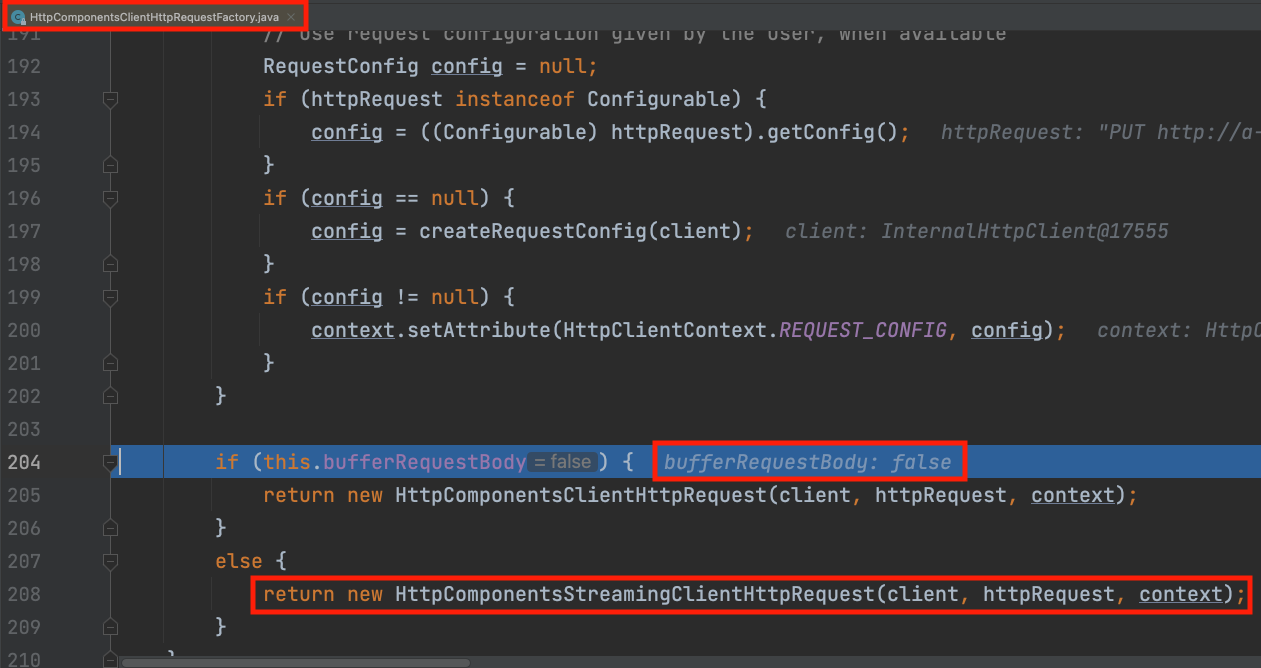 HttpComponentsClientHttpRequestFactory.java
191 // Use request configuration given by the user, when available
192 RequestConfig config = null;
193 if (httpRequest instanceof Configurable) {
194 config = ((Configurable) httpRequest).getConfig(); httpRequest: "PUT http://a-
195 }
196 if (config == null) {
197 config = createRequestConfig(client); client: InternalHttpClient@17555
198 }
199 if (config != null) {
200 context.setAttribute(HttpClientContext.REQUEST_CONFIG, config); context: HttpC
201 }
202 }
203
204 if (this.bufferRequestBody = false ) { bufferRequestBody: false
205 return new HttpComponentsClientHttpRequest(client, httpRequest, context);
206 }
207 else {
208 return new HttpComponentsStreamingClientHttpRequest(client, httpRequest, context);
209 }
210 }